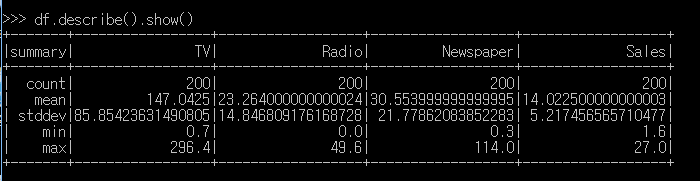 >>> df.describe().show()
+-------+-----------------+------------------+------------------+------------------+
|summary|               TV|             Radio|         Newspaper|             Sales|
+-------+-----------------+------------------+------------------+------------------+
|  count|              200|               200|               200|               200|
|   mean|         147.0425|23.264000000000024|30.553999999999995|14.022500000000003|
| stddev|85.85423631490805|14.846809176168728| 21.77862083852283| 5.217456565710477|
|    min|              0.7|               0.0|               0.3|               1.6|
|    max|            296.4|              49.6|             114.0|              27.0|
+-------+-----------------+------------------+------------------+------------------+